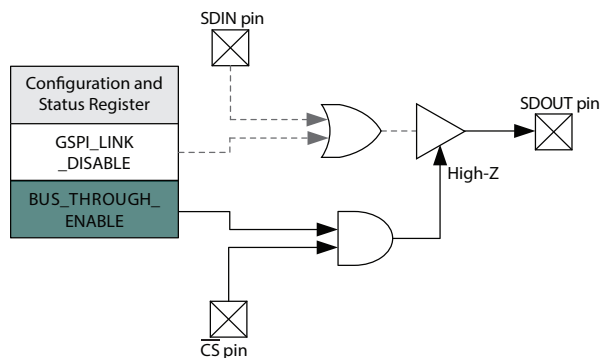 SDIN pin
Configuration and
Status Register
SDOUT pin
GSPI_LINK
_DISABLE
High-Z
BUS_THROUGH_
ENABLE
CS pin